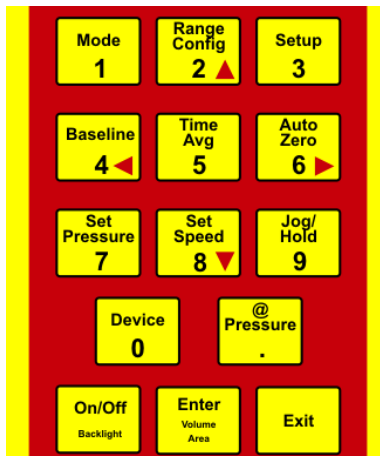 Mode
1
Range
Config
2
Setup
3
Baseline
4
Time
Avg
5
Auto
Zero
6
Set
Pressure
7
Set
Speed
8
Jog/
Hold
9
Device
0
@
Pressure
.
On/Off
Backlight
Enter
Volume
Area
Exit